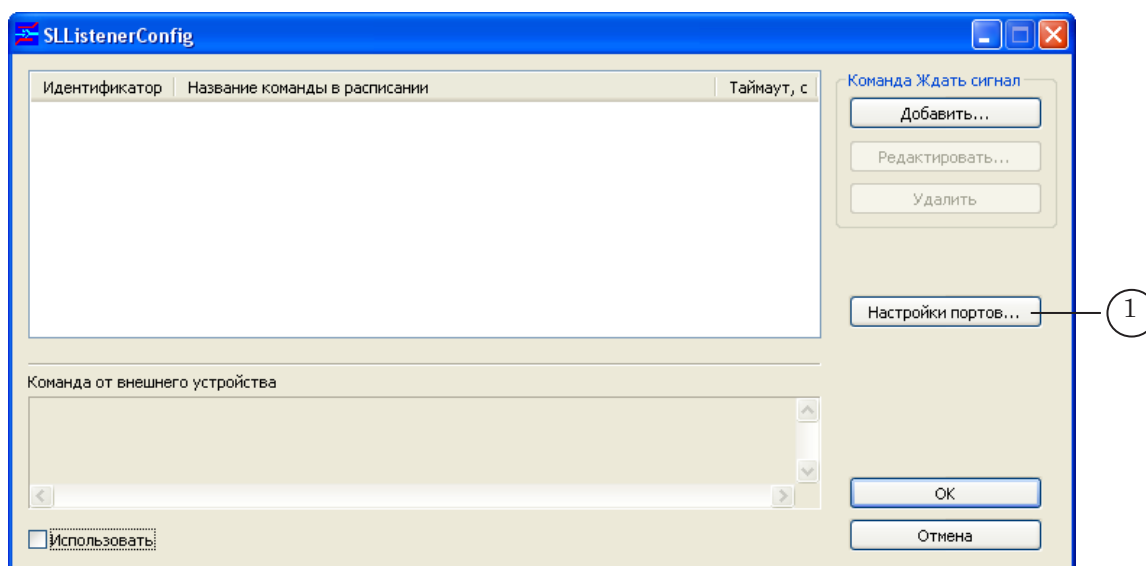 SLListenerConfig
Идентификатор Название команды в расписании Таймаут, с
Команда Ждать сигнал
Добавить...
Редактировать...
Удалить
Настройки портов...
1
Команда от внешнего устройства
Использовать
OK
Отмена